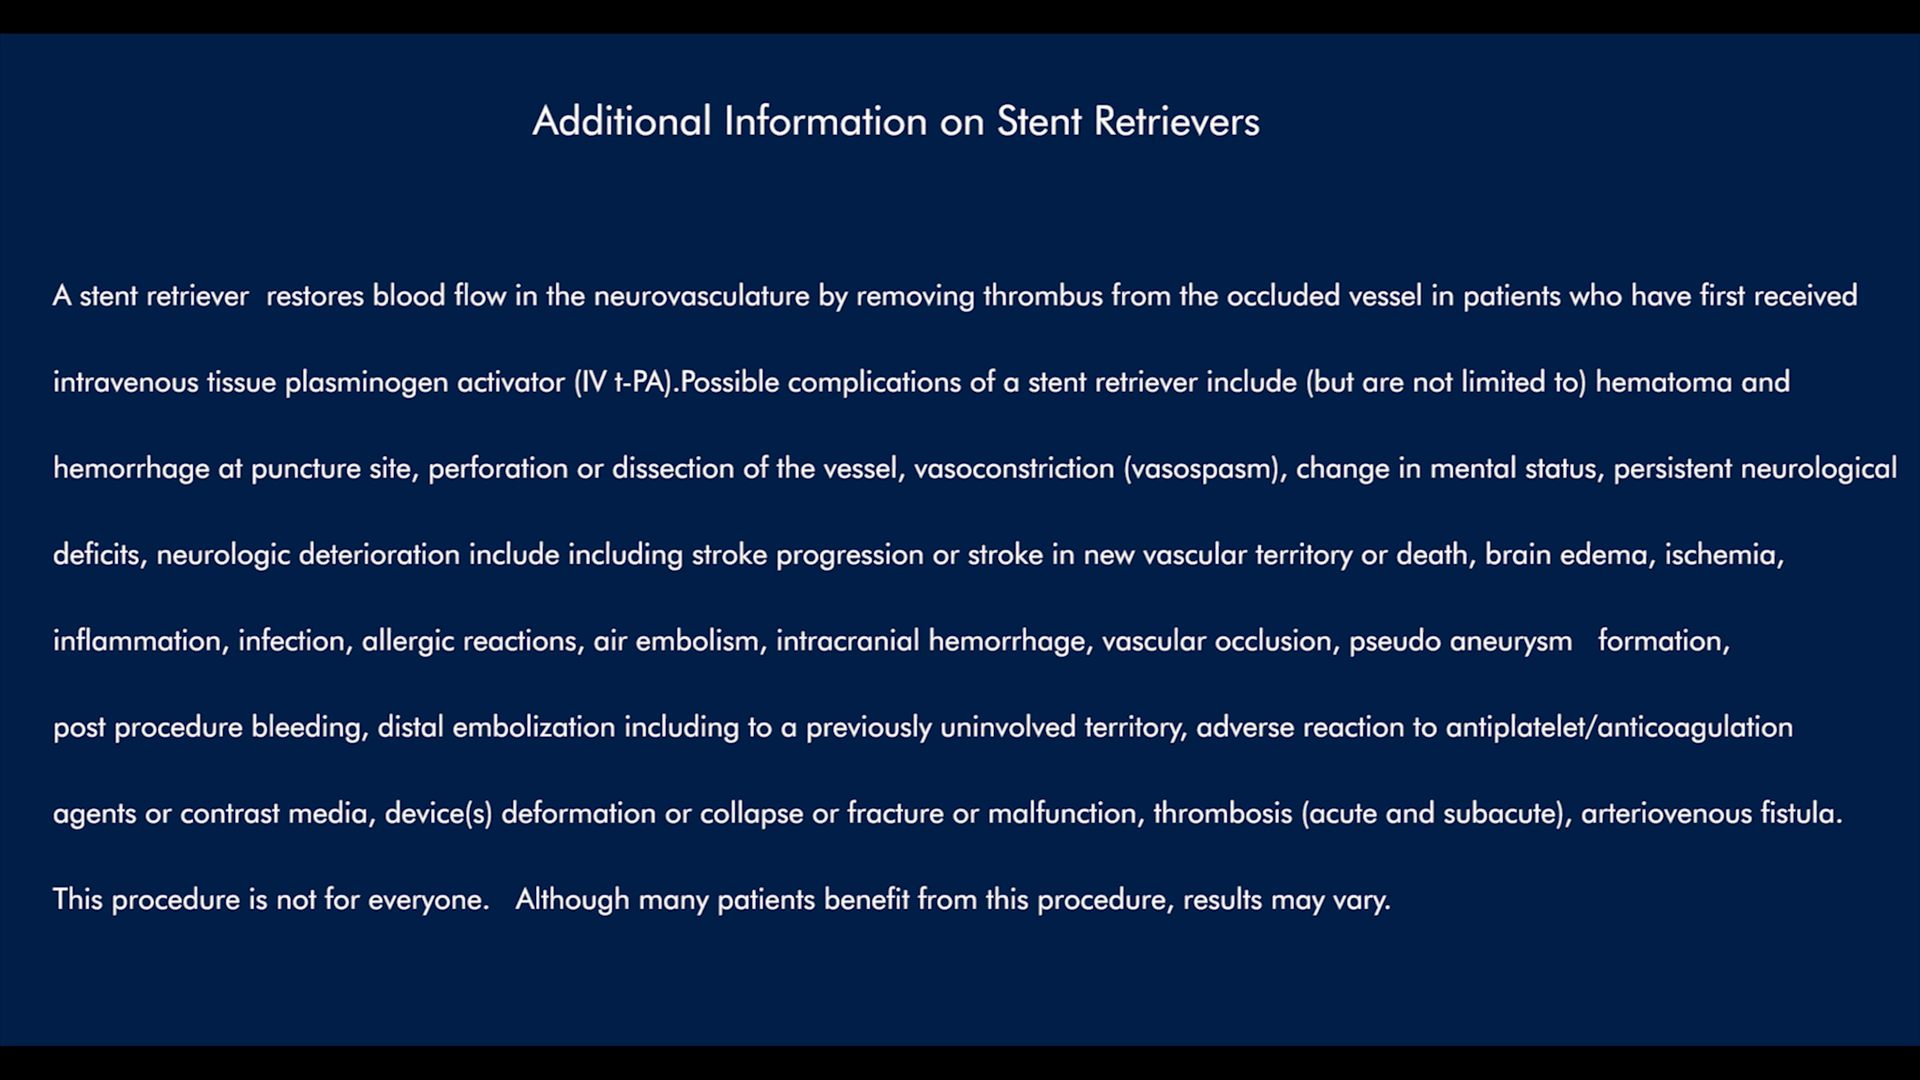 Additional Information on Stent Retrievers
A stent retriever  restores blood flow in the neurovasculature by removing thrombus from the occluded vessel in patients who have first received
intravenous tissue plasminogen activator (IV t-PA).Possible complications of a stent retriever include (but are not limited to) hematoma and
hemorrhage at puncture site, perforation or dissection of the vessel, vasoconstriction (vasospasm), change in mental status, persistent neurological
deficits, neurologic deterioration include including stroke progression or stroke in new vascular territory or death, brain edema, ischemia,
inflammation, infection, allergic reactions, air embolism, intracranial hemorrhage, vascular occlusion, pseudo aneurysm   formation,
post procedure bleeding, distal embolization including to a previously uninvolved territory, adverse reaction to antiplatelet/anticoagulation
agents or contrast media, device(s) deformation or collapse or fracture or malfunction, thrombosis (acute and subacute), arteriovenous fistula.
This procedure is not for everyone.   Although many patients benefit from this procedure, results may vary.